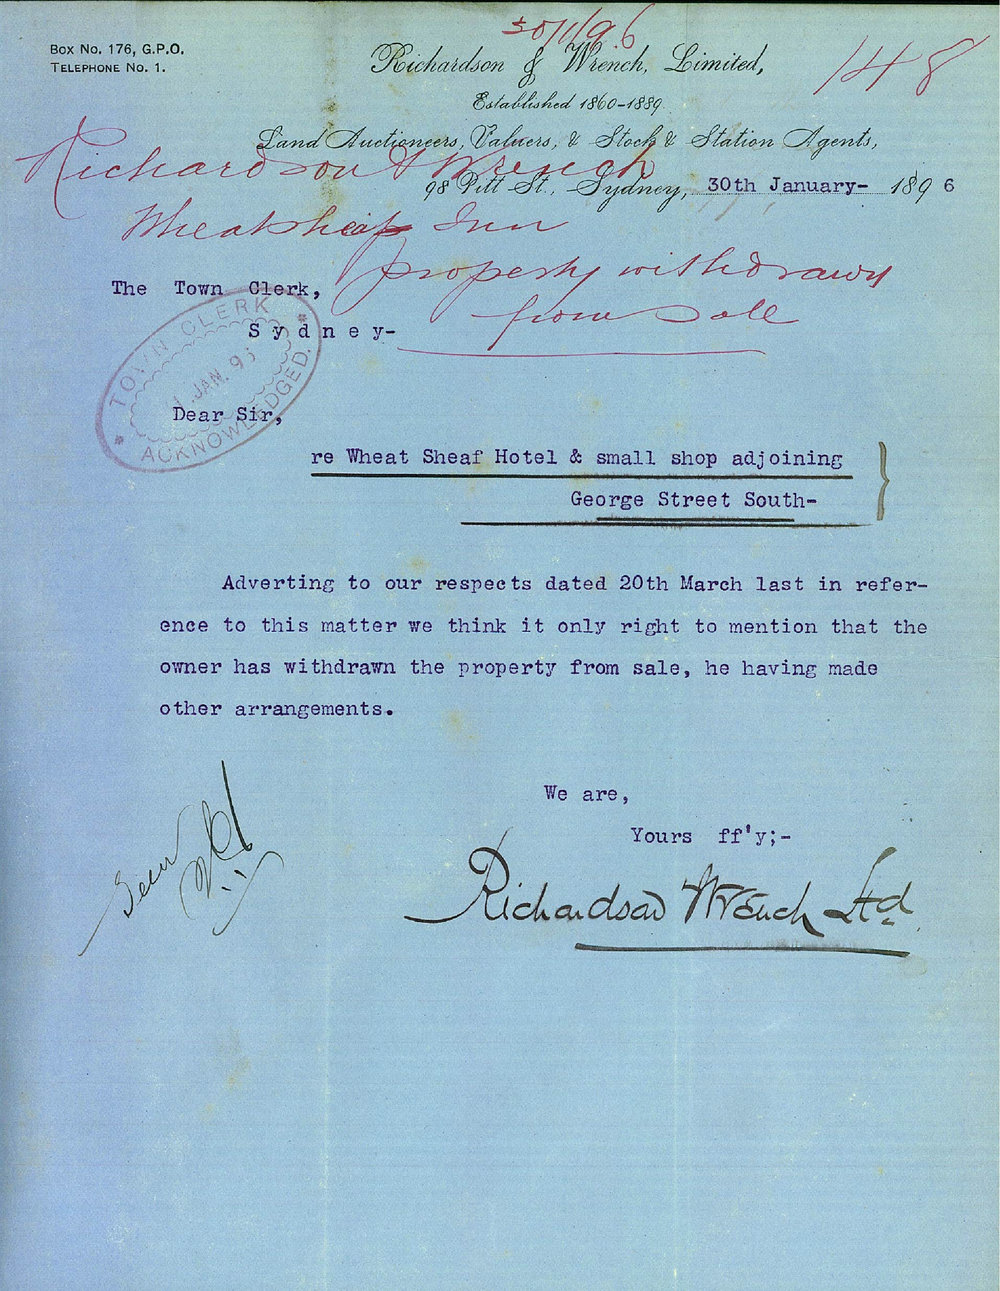 30/1/96
148
Box No. 176, G.P.O.
Telephone No. 1.
Richardson & Wrench, Limited,
Established 1860-1889.
Land Auctioneers, Valuers, & Stock & Station Agents,
Richardson & Wrench
98 Pitt St., Sydney, 30th January- 1896
Wheatsheaf Inn
property withdrawn
from Sale
The Town Clerk,
Sydney-
TOWN CLERK
JAN. 96
ACKNOWLEDGED.
Dear Sir,
re Wheat Sheaf Hotel & small shop adjoining
George Street South-
Adverting to our respects dated 20th March last in refer-
ence to this matter we think it only right to mention that the
owner has withdrawn the property from sale, he having made
other arrangements.
We are,
Yours ff'y;-
Richardson Wrench Ltd
Seen